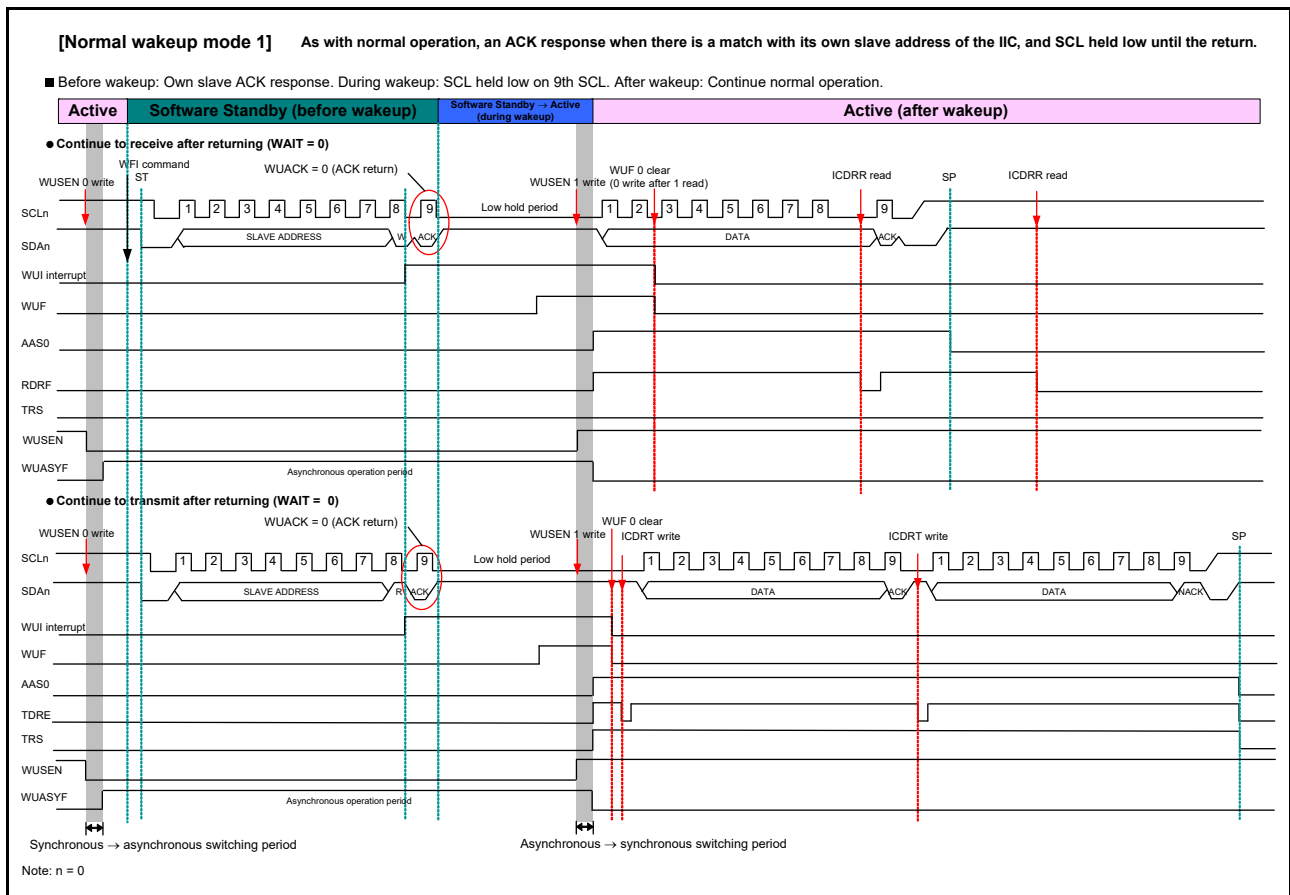 [Normal wakeup mode 1] As with normal operation, an ACK response when there is a match with its own slave address of the IIC, and SCL held low until the return.
■ Before wakeup: Own slave ACK response. During wakeup: SCL held low on 9th SCL. After wakeup: Continue normal operation.
Active
Software Standby (before wakeup)
Software Standby → Active
(during wakeup)
Active (after wakeup)
● Continue to receive after returning (WAIT = 0)
WFI command
ST
WUSEN 0 write
WUACK = 0 (ACK return)
WUSEN 1 write
WUF 0 clear
(0 write after 1 read)
ICDRR read
SP
ICDRR read
SCLn
1 2 3 4 5 6 7 8 9
Low hold period
1 2 3 4 5 6 7 8 9
SDAn
SLAVE ADDRESS
W
ACK
DATA
ACK
WUI interrupt
WUF
AAS0
RDRF
TRS
WUSEN
WUASYF
Asynchronous operation period
● Continue to transmit after returning (WAIT = 0)
WUSEN 0 write
WUACK = 0 (ACK return)
WUSEN 1 write
WUF 0 clear
ICDRT write
ICDRT write
SP
SCLn
1 2 3 4 5 6 7 8 9
Low hold period
1 2 3 4 5 6 7 8 9
1 2 3 4 5 6 7 8 9
SDAn
SLAVE ADDRESS
R
ACK
DATA
ACK
DATA
NACK
WUI interrupt
WUF
AAS0
TDRE
TRS
WUSEN
WUASYF
Asynchronous operation period
Synchronous → asynchronous switching period
Asynchronous → synchronous switching period
Note: n = 0